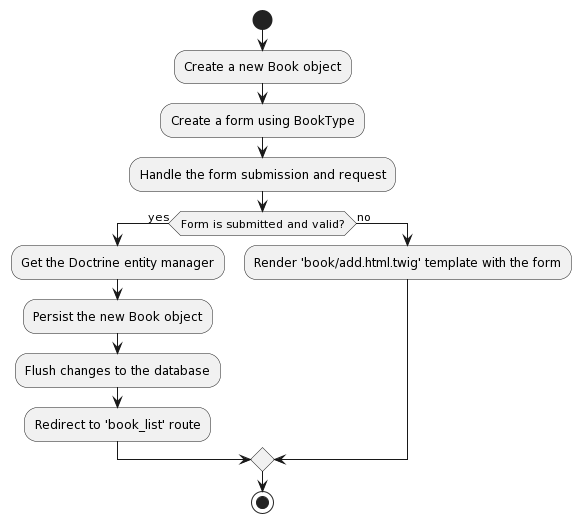 Create a new Book object
Create a form using BookType
Handle the form submission and request
yes
Form is submitted and valid?
no
Get the Doctrine entity manager
Render 'book/add.html.twig' template with the form
Persist the new Book object
Flush changes to the database
Redirect to 'book_list' route